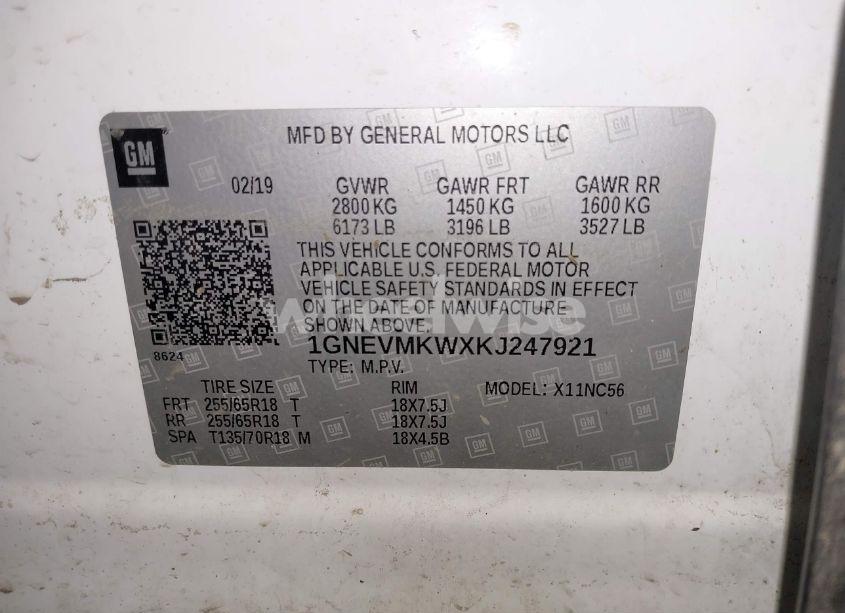 GM
MFD BY GENERAL MOTORS LLC
02/19 GVWR GAWR FRT GAWR RR
2800 KG 1450 KG 1600 KG
6173 LB 3196 LB 3527 LB
THIS VEHICLE CONFORMS TO ALL
APPLICABLE U.S. FEDERAL MOTOR
VEHICLE SAFETY STANDARDS IN EFFECT
ON THE DATE OF MANUFACTURE
SHOWN ABOVE.
1GNEVMKWXKJ247921
8624
TYPE: M.P.V.
TIRE SIZE RIM MODEL: X11NC56
FRT 255/65R18 T 18X7.5J
RR 255/65R18 T 18X7.5J
SPA T135/70R18 M 18X4.5B